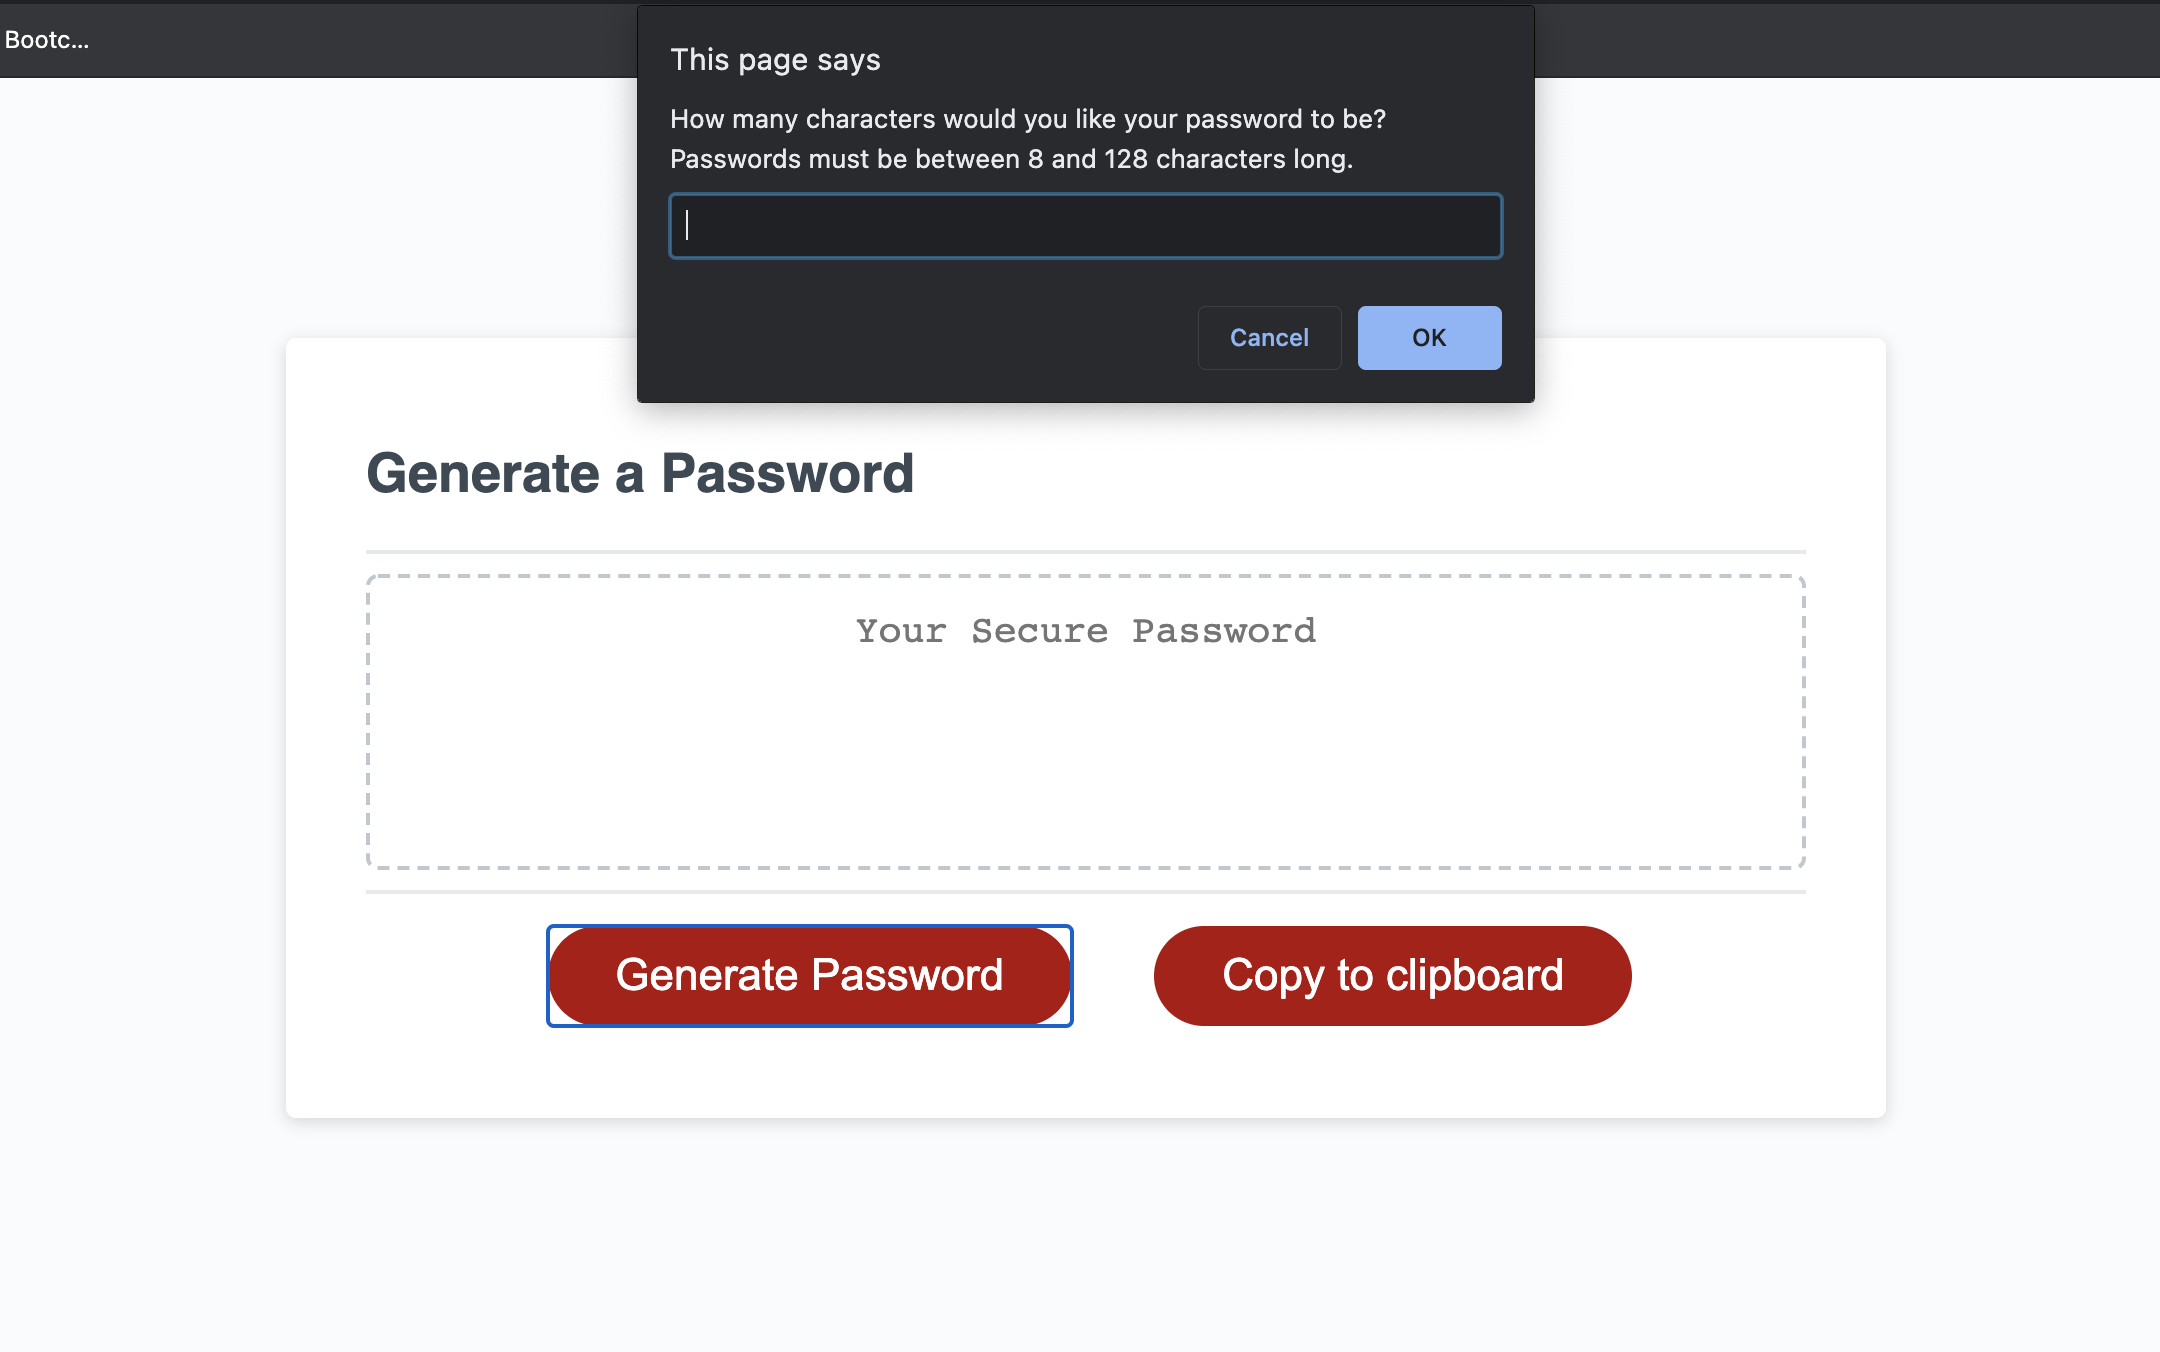 Bootc...
This page says
How many characters would you like your password to be?
Passwords must be between 8 and 128 characters long.
Cancel
OK
Generate a Password
Your Secure Password
Generate Password
Copy to clipboard